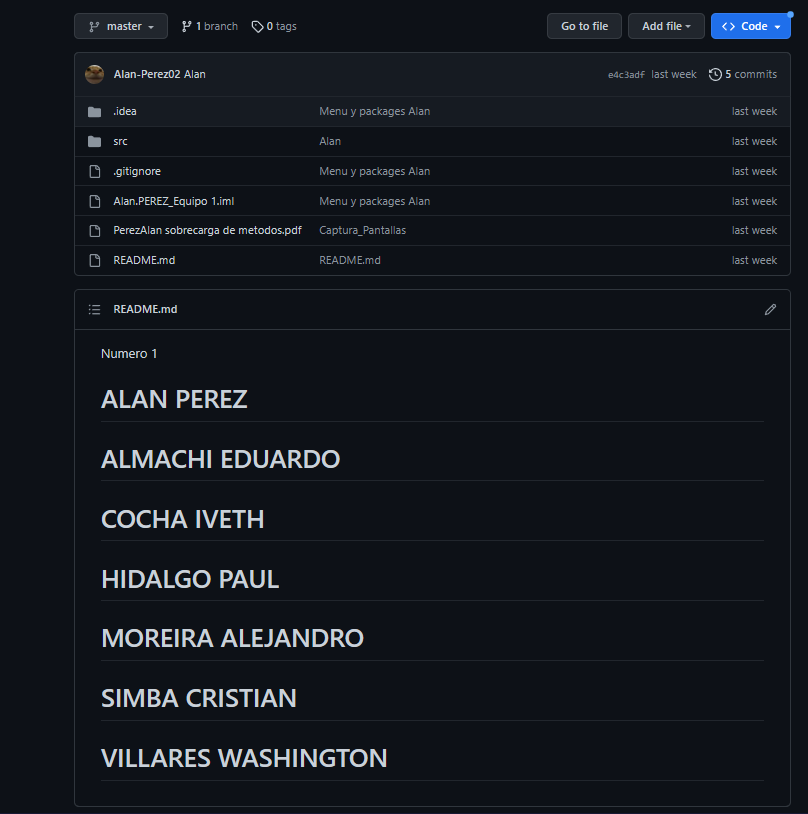 master 1 branch 0 tags Go to file Add file Code
Alan-Perez02 Alan e4c3adf last week 5 commits
.idea Menu y packages Alan last week
src Alan last week
.gitignore Menu y packages Alan last week
Alan.PEREZ_Equipo 1.iml Menu y packages Alan last week
PerezAlan sobrecarga de metodos.pdf Captura_Pantallas last week
README.md README.md last week
README.md
Numero 1
ALAN PEREZ
ALMACHI EDUARDO
COCHA IVETH
HIDALGO PAUL
MOREIRA ALEJANDRO
SIMBA CRISTIAN
VILLARES WASHINGTON